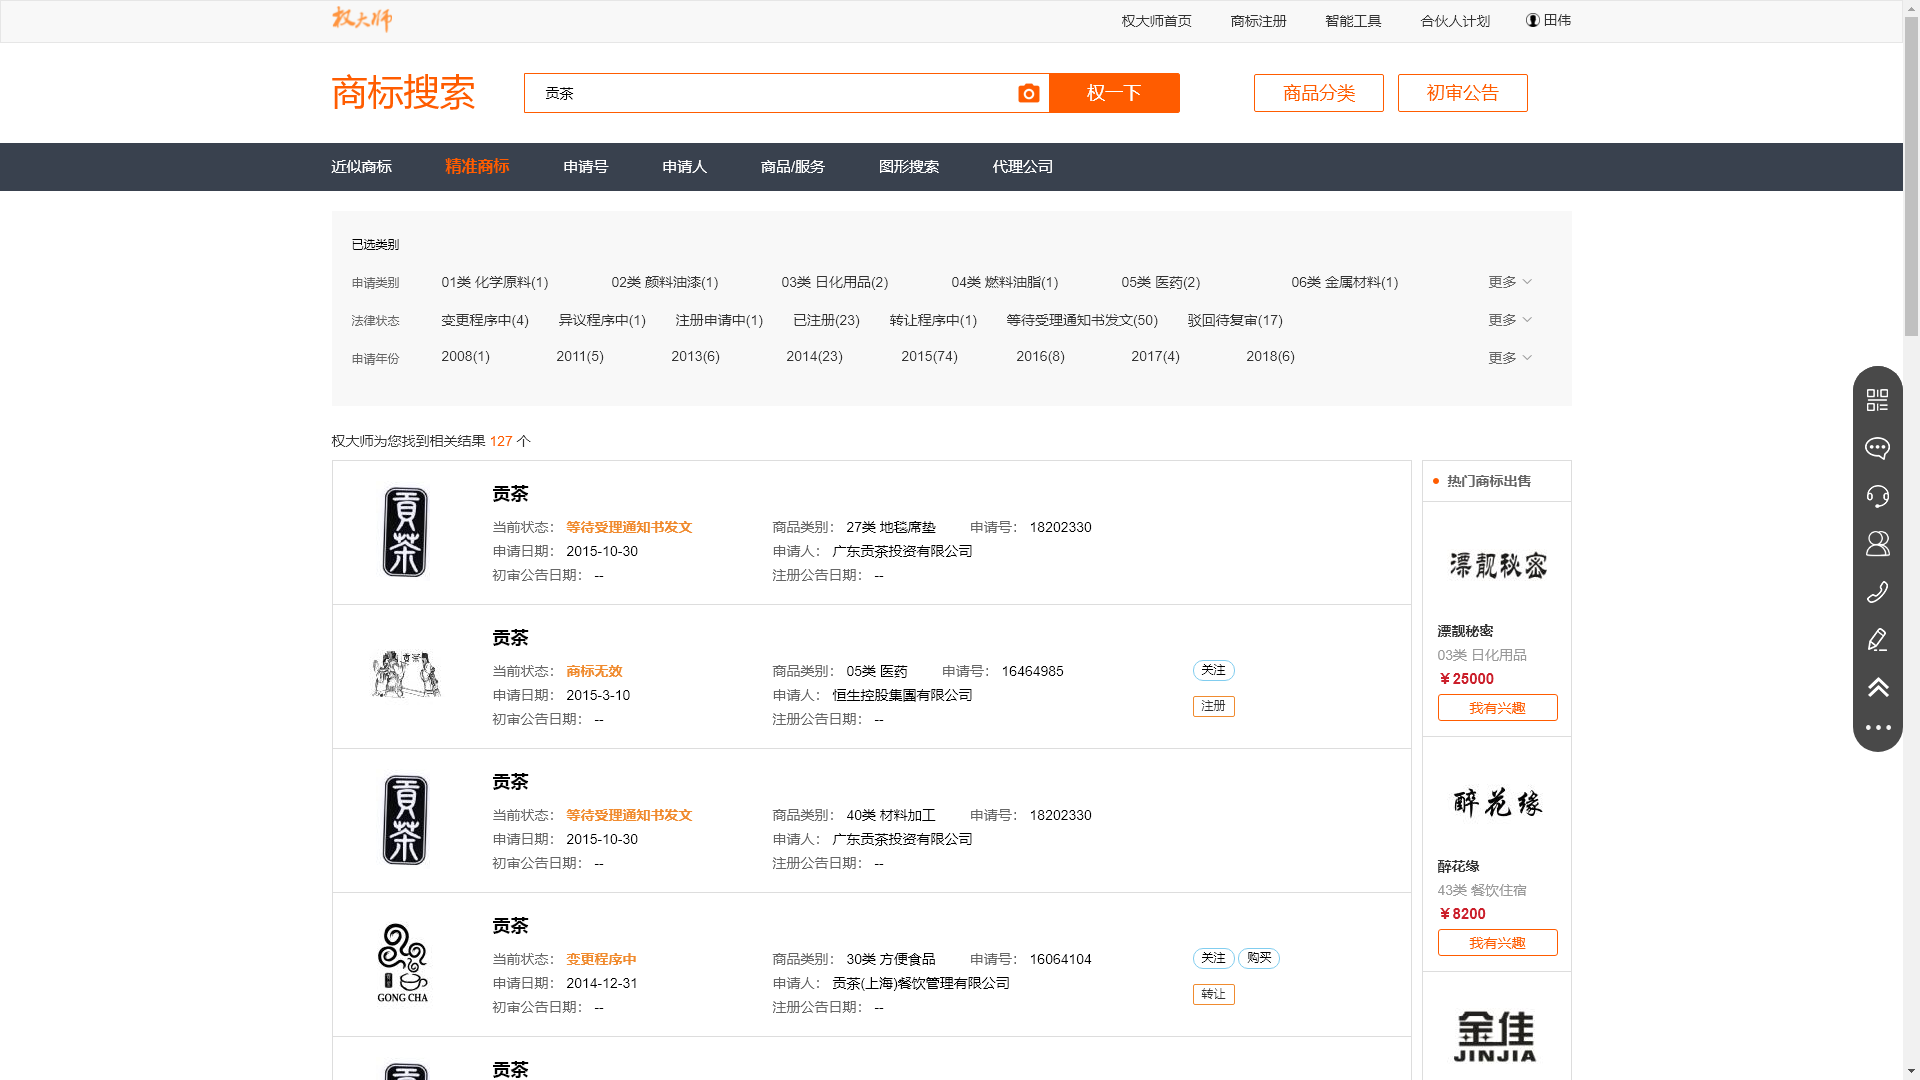 权大师 权大师首页 商标注册 智能工具 合伙人计划 田伟
商标搜索 贡茶 权一下 商品分类 初审公告
近似商标 精准商标 申请号 申请人 商品/服务 图形搜索 代理公司
已选类别
申请类别 01类 化学原料(1) 02类 颜料油漆(1) 03类 日化用品(2) 04类 燃料油脂(1) 05类 医药(2) 06类 金属材料(1) 更多
法律状态 变更程序中(4) 异议程序中(1) 注册申请中(1) 已注册(23) 转让程序中(1) 等待受理通知书发文(50) 驳回待复审(17) 更多
申请年份 2008(1) 2011(5) 2013(6) 2014(23) 2015(74) 2016(8) 2017(4) 2018(6) 更多
权大师为您找到相关结果 127 个
貢茶
贡茶
当前状态： 等待受理通知书发文 商品类别： 27类 地毯席垫 申请号： 18202330
申请日期： 2015-10-30 申请人： 广东贡茶投资有限公司
初审公告日期： -- 注册公告日期： --
贡茶
当前状态： 商标无效 商品类别： 05类 医药 申请号： 16464985 关注
申请日期： 2015-3-10 申请人： 恒生控股集團有限公司
初审公告日期： -- 注册公告日期： -- 注册
貢茶
贡茶
当前状态： 等待受理通知书发文 商品类别： 40类 材料加工 申请号： 18202330
申请日期： 2015-10-30 申请人： 广东贡茶投资有限公司
初审公告日期： -- 注册公告日期： --
GONG CHA
贡茶
当前状态： 变更程序中 商品类别： 30类 方便食品 申请号： 16064104 关注 购买
申请日期： 2014-12-31 申请人： 贡茶(上海)餐饮管理有限公司
初审公告日期： -- 注册公告日期： -- 转让
贡茶
热门商标出售
漂靓秘密
漂靓秘密
03类 日化用品
￥25000
我有兴趣
醉花缘
醉花缘
43类 餐饮住宿
￥8200
我有兴趣
金佳
JINJIA